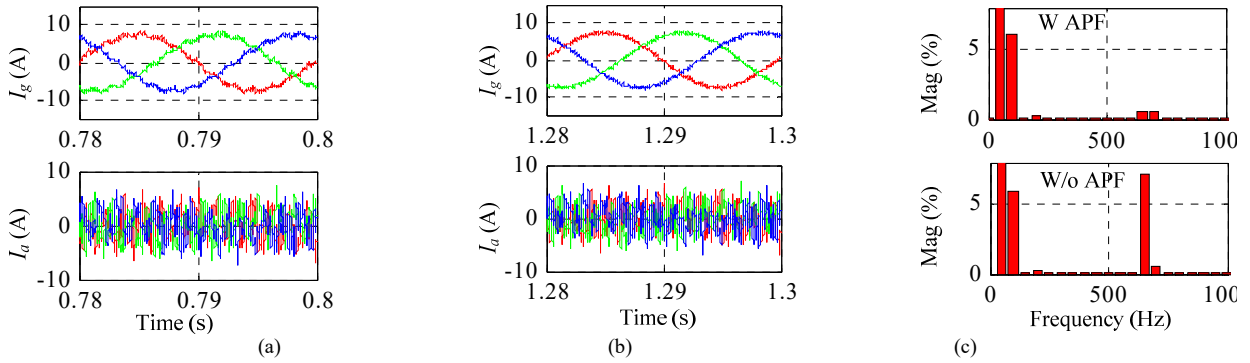 10
0
-10
I_g (A)
0.78 0.79 0.8
10
0
-10
I_a (A)
0.78 0.79 0.8
Time (s)
(a)
10
0
-10
I_g (A)
1.28 1.29 1.3
10
0
-10
I_a (A)
1.28 1.29 1.3
Time (s)
(b)
W APF
5
0
Mag (%)
0 500 100
W/o APF
5
0
Mag (%)
0 500 100
Frequency (Hz)
(c)